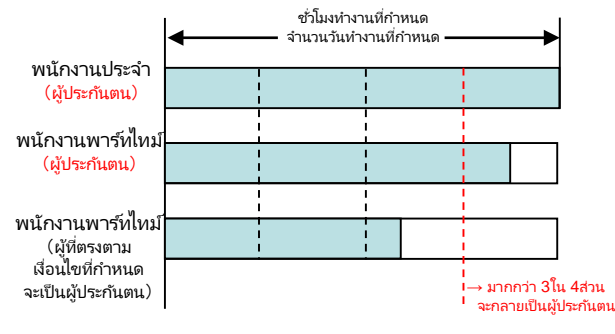 ชั่วโมงทำงานที่กำหนด
จำนวนวันทำงานที่กำหนด
พนักงานประจำ
(ผู้ประกันตน)
พนักงานพาร์ทไทม์
(ผู้ประกันตน)
พนักงานพาร์ทไทม์
(ผู้ที่ตรงตาม
เงื่อนไขที่กำหนด
จะเป็นผู้ประกันตน)
→ มากกว่า 3ใน 4ส่วน
จะกลายเป็นผู้ประกันตน